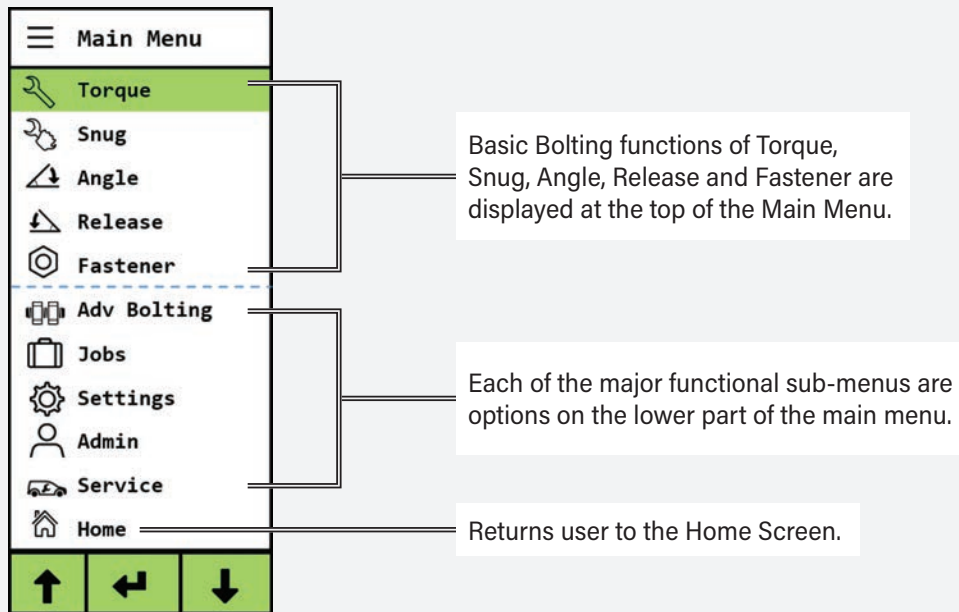 Main Menu
Torque
Snug
Angle
Release
Fastener
Adv Bolting
Jobs
Settings
Admin
Service
Home
Basic Bolting functions of Torque,
Snug, Angle, Release and Fastener are
displayed at the top of the Main Menu.
Each of the major functional sub-menus are
options on the lower part of the main menu.
Returns user to the Home Screen.